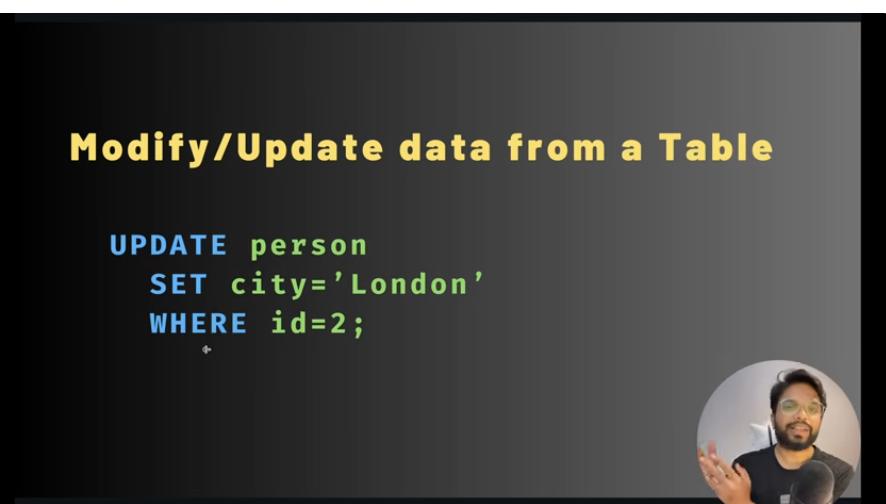 Modify/Update data from a Table
UPDATE person
SET city=’London’
WHERE id=2;